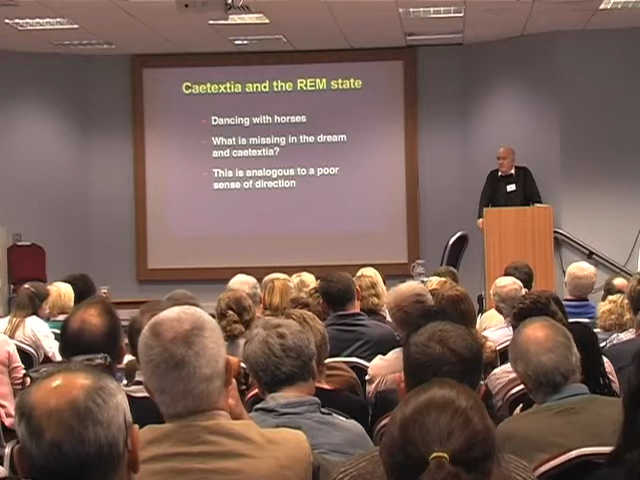 Caetextia and the REM state
- Dancing with horses
- What is missing in the dream
and caetextia?
- This is analogous to a poor
sense of direction